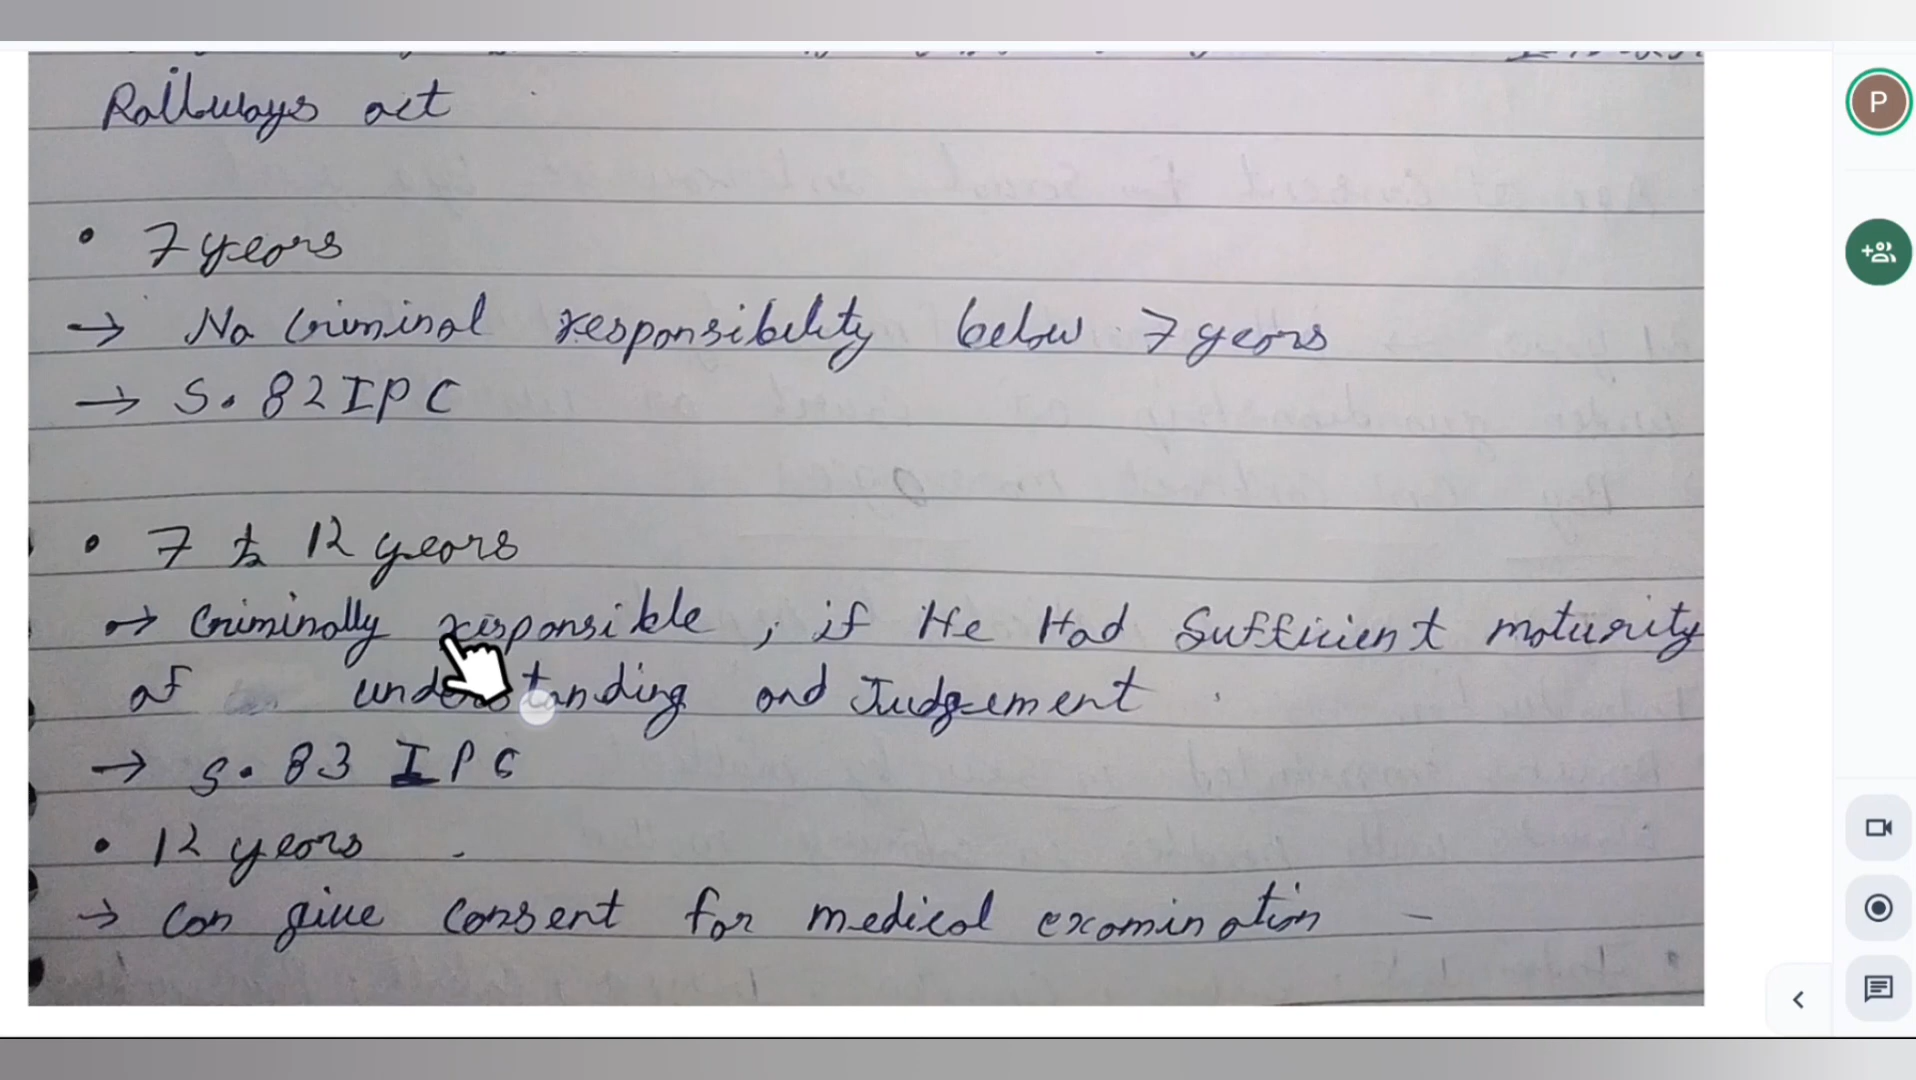 Railways act
• 7 years
→ No Criminal responsibility below 7 years
→ S. 82 IPC
• 7 to 12 years
→ Criminally responsible, if He Had Sufficient maturity
of understanding and Judgement
→ S. 83 IPC
• 12 years
→ Can give Consent for medical examination -
P